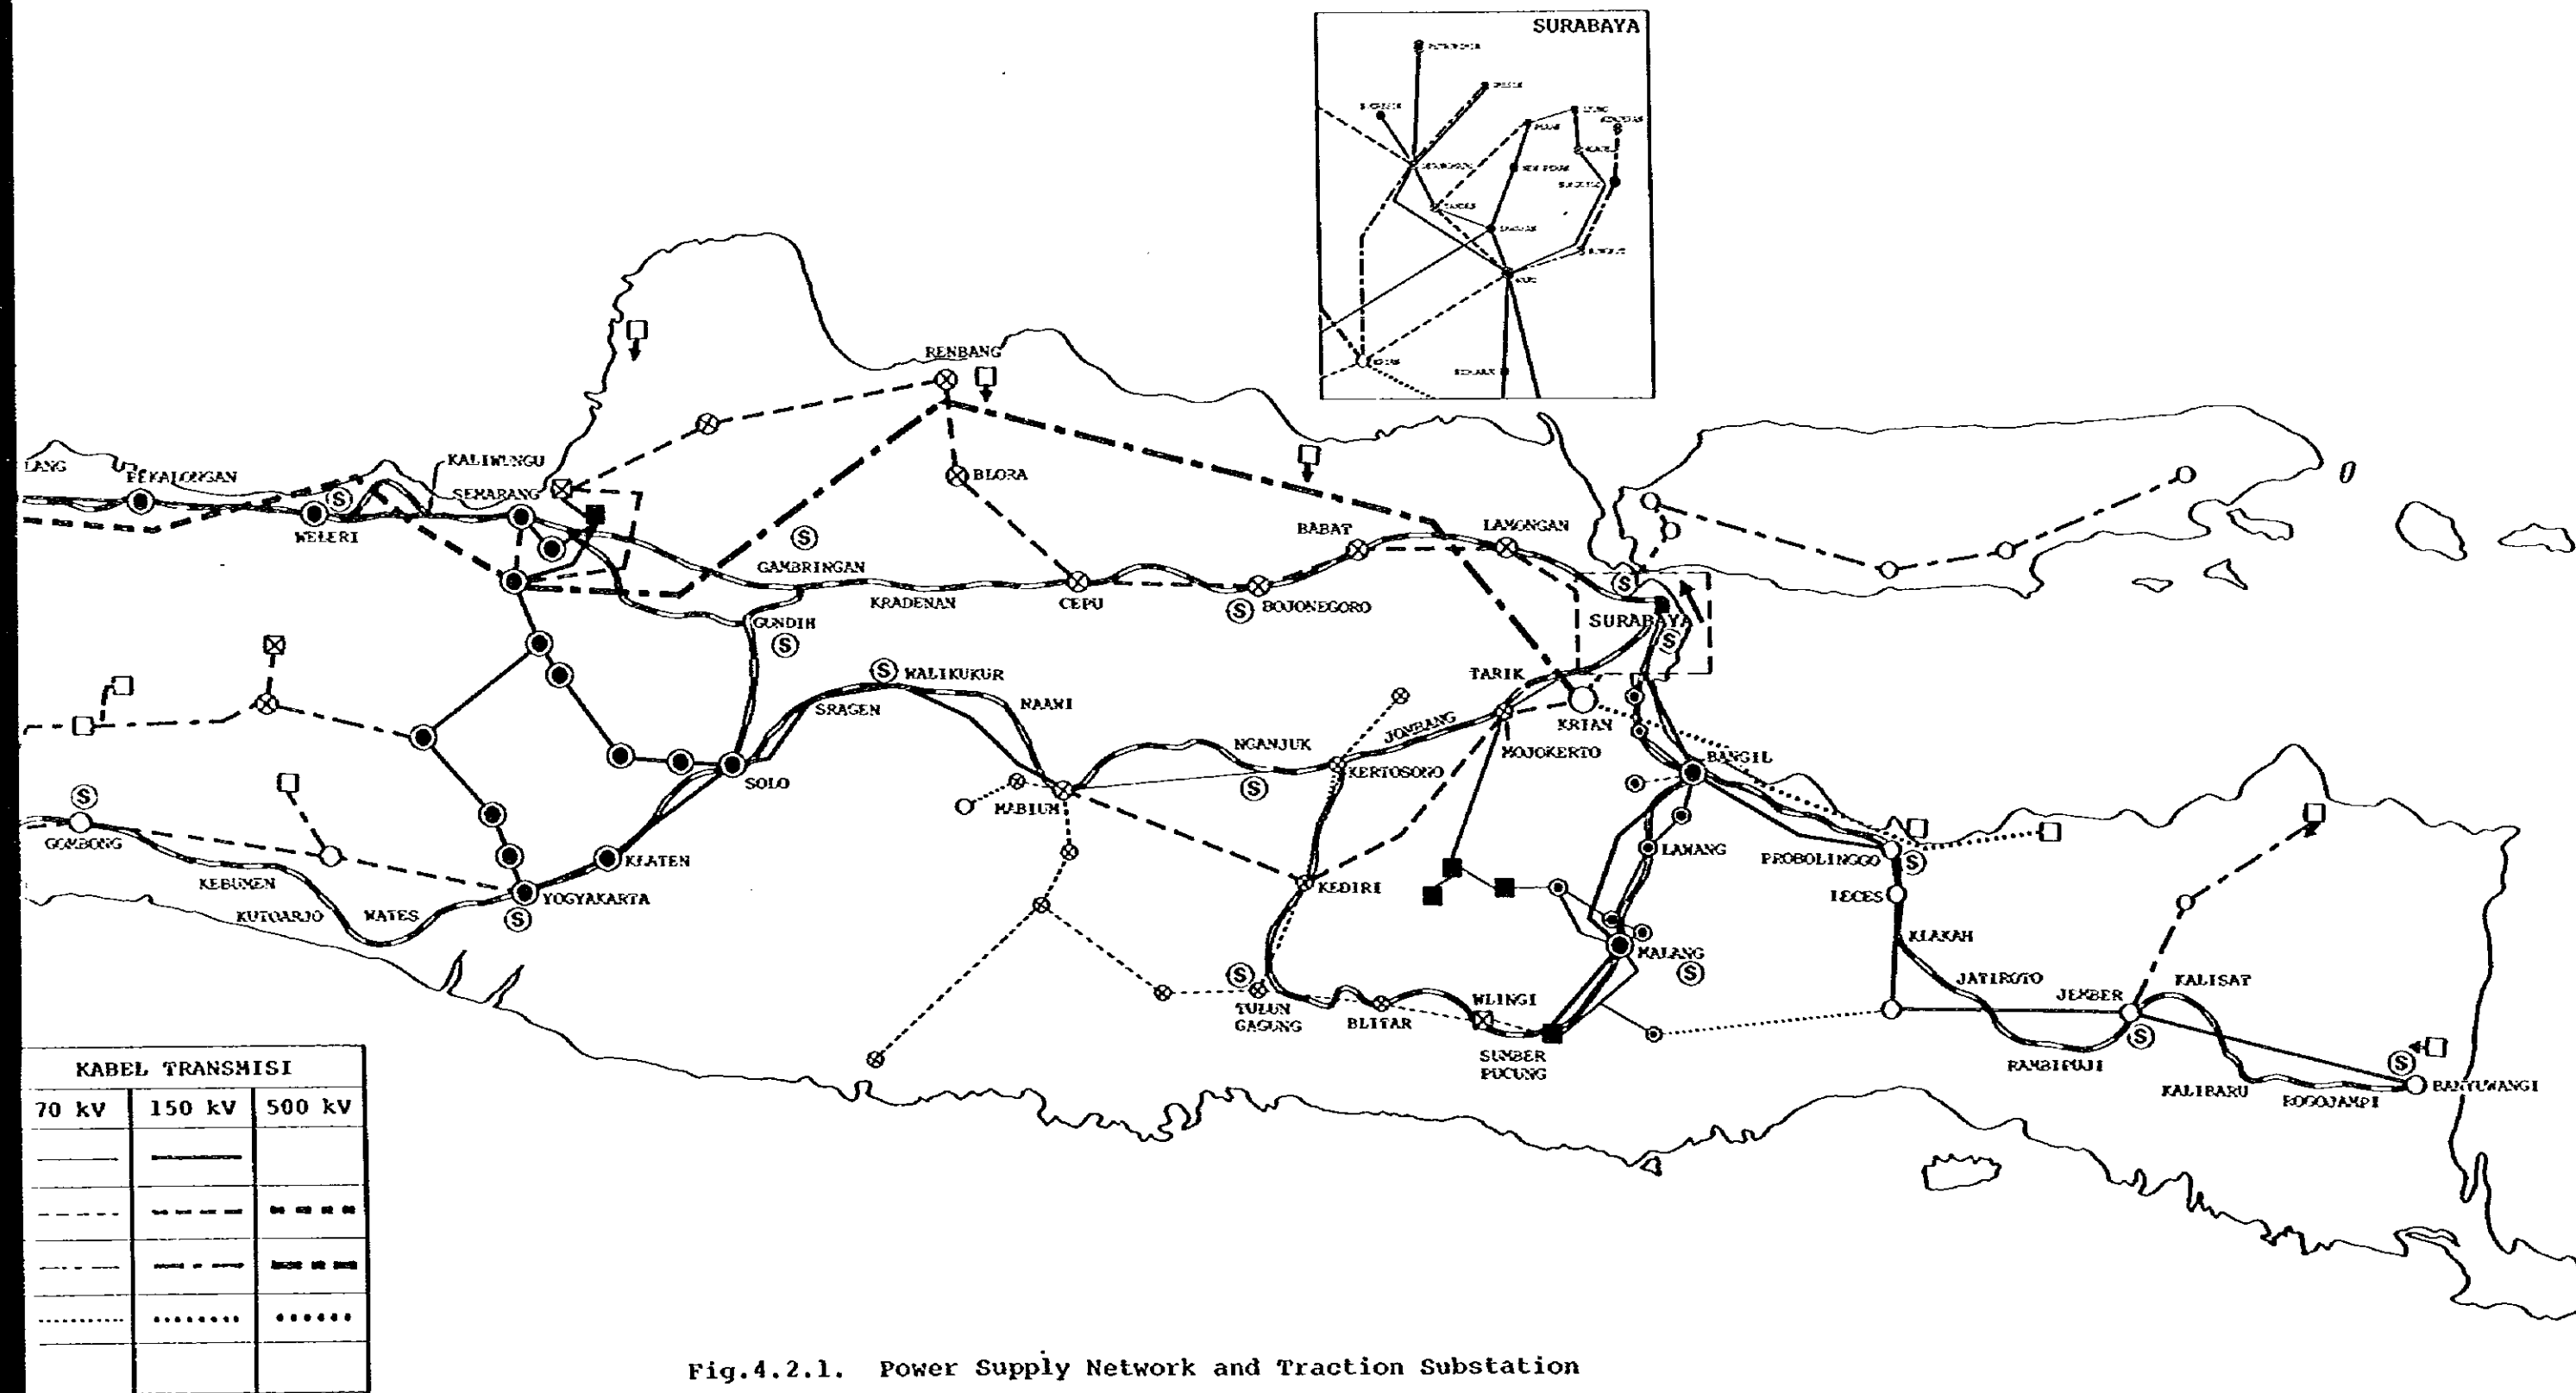 SURABAYA
RENBANG
LANG
PEKALONGAN
KALIWUNGU
SEMARANG
WELERI
S
BLORA
S
GAMBRINGAN
KRADENAN
CEPU
BABAT
LAMONGAN
S
BOJONEGORO
S
SURABAYA
S
GUNDIH
S
S
WALIKUKUR
SRAGEN
TARIK
KRIAN
NGANJUK
JOMBANG
MOJOKERTO
BANGIL
SOLO
KERTOSONO
S
S
GOMBONG
KEBUMEN
KUTOARJO
WATES
KLATEN
YOGYAKARTA
S
KEDIRI
LAWANG
PROBOLINGGO
S
LECES
KLAKAH
MALANG
S
JATIROTO
JEMBER
KALISAT
S
S
TULUN
GAGUNG
BLITAR
WLINGI
SUMBER
PUCUNG
RAMBIPUJI
S
BANYUWANGI
KALIBARU
ROGOJAMPI
KABEL TRANSMISI
70 kV 150 kV 500 kV
Fig.4.2.1. Power Supply Network and Traction Substation